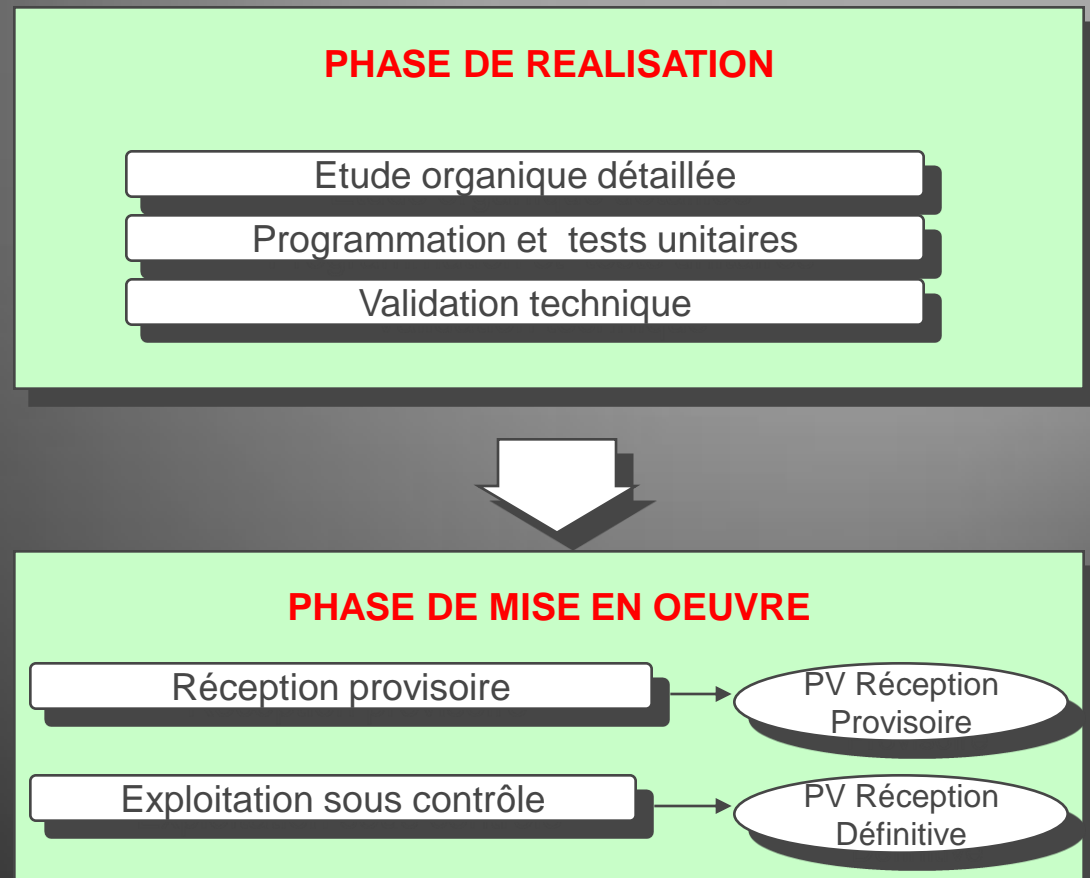 PHASE DE REALISATION
Etude organique détaillée
Programmation et tests unitaires
Validation technique
PHASE DE MISE EN OEUVRE
Réception provisoire
PV Réception
Provisoire
Exploitation sous contrôle
PV Réception
Définitive